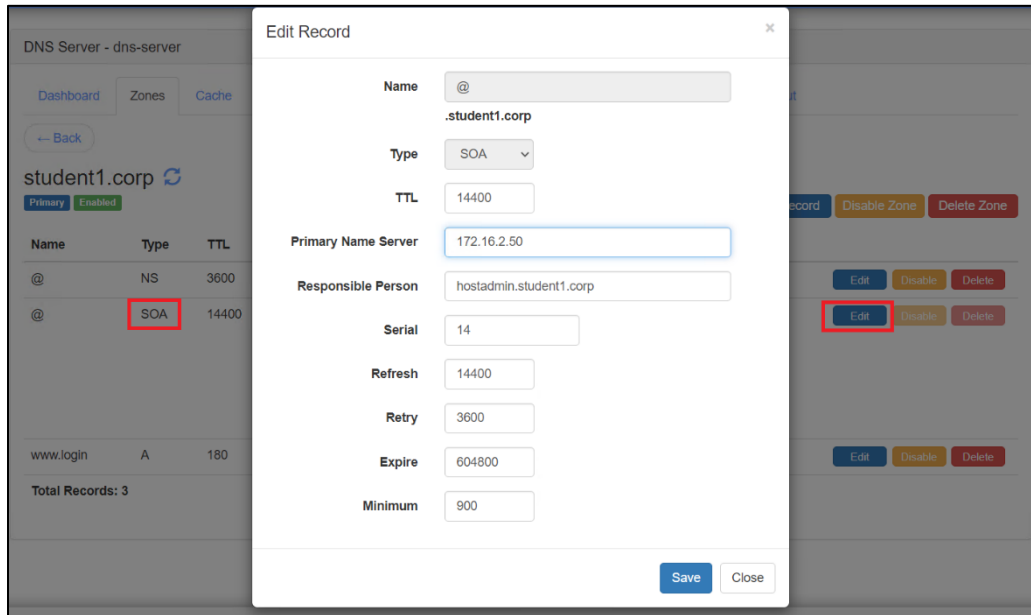 Edit Record ×
DNS Server - dns-server
Dashboard Zones Cache
← Back
student1.corp
Primary Enabled
Disable Zone Delete Zone
Name @
.student1.corp
Type SOA
TTL 14400
Primary Name Server 172.16.2.50
Responsible Person hostadmin.student1.corp
Serial 14
Refresh 14400
Retry 3600
Expire 604800
Minimum 900
Save Close
Name Type TTL
@ NS 3600 Edit Disable Delete
@ SOA 14400 Edit Disable Delete
www.login A 180 Edit Disable Delete
Total Records: 3